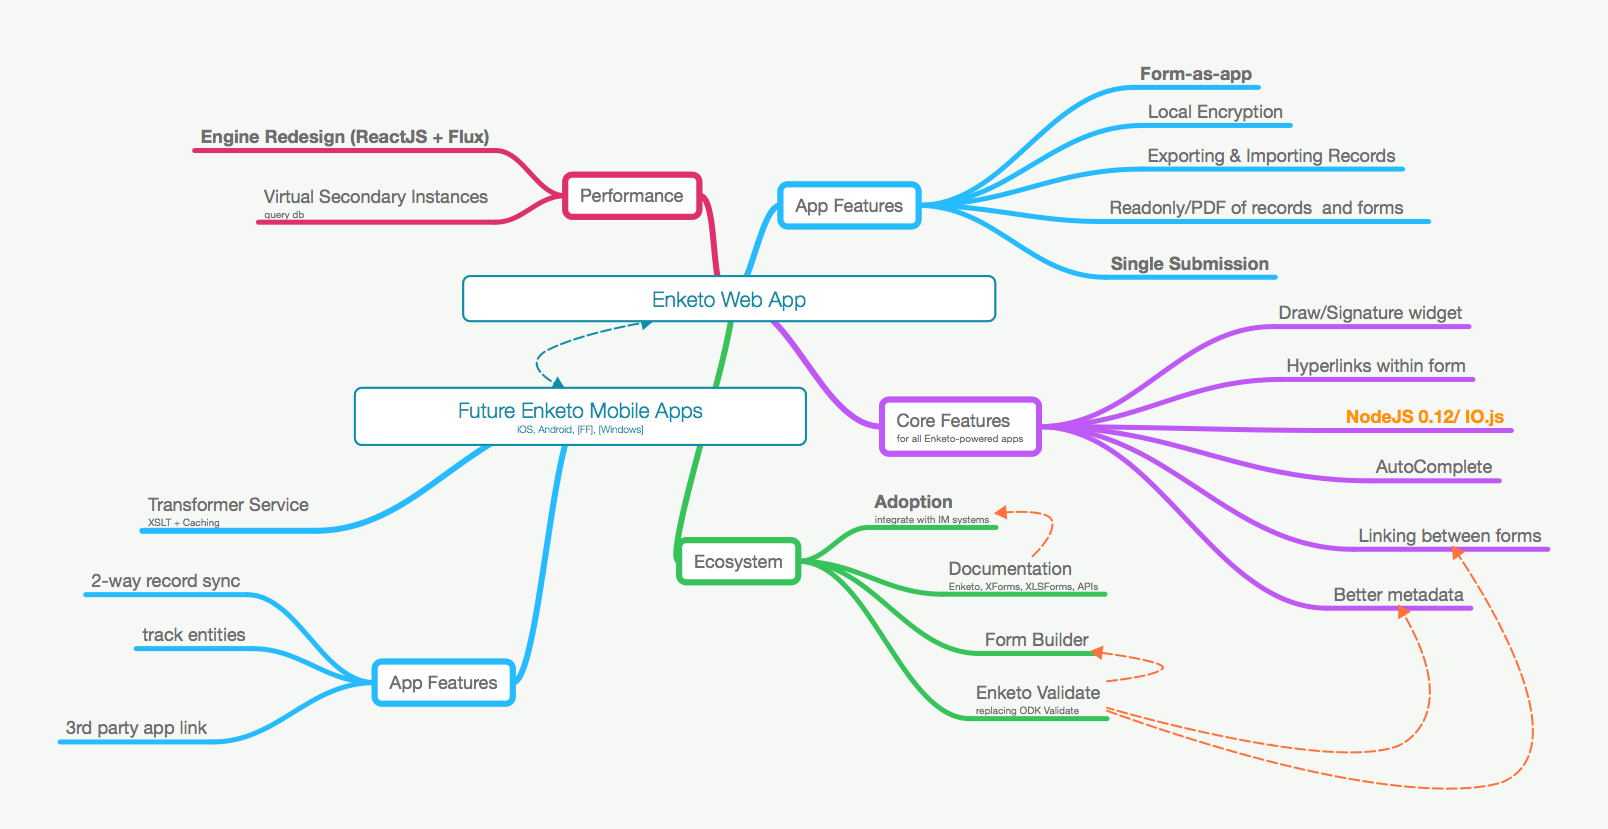 Engine Redesign (ReactJS + Flux)
Virtual Secondary Instances
query db
Performance
App Features
Form-as-app
Local Encryption
Exporting & Importing Records
Readonly/PDF of records and forms
Single Submission
Enketo Web App
Future Enketo Mobile Apps
iOS, Android, [FF], [Windows]
Core Features
for all Enketo-powered apps
Draw/Signature widget
Hyperlinks within form
NodeJS 0.12/ IO.js
AutoComplete
Linking between forms
Better metadata
Transformer Service
XSLT + Caching
2-way record sync
track entities
3rd party app link
App Features
Ecosystem
Adoption
integrate with IM systems
Documentation
Enketo, XForms, XLSForms, APIs
Form Builder
Enketo Validate
replacing ODK Validate